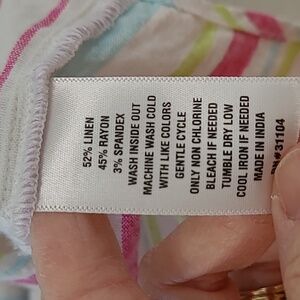 52% LINEN
45% RAYON
3% SPANDEX
WASH INSIDE OUT
MACHINE WASH COLD
WITH LIKE COLORS
GENTLE CYCLE
ONLY NON CHLORINE
BLEACH IF NEEDED
TUMBLE DRY LOW
COOL IRON IF NEEDED
MADE IN INDIA
RN#31104